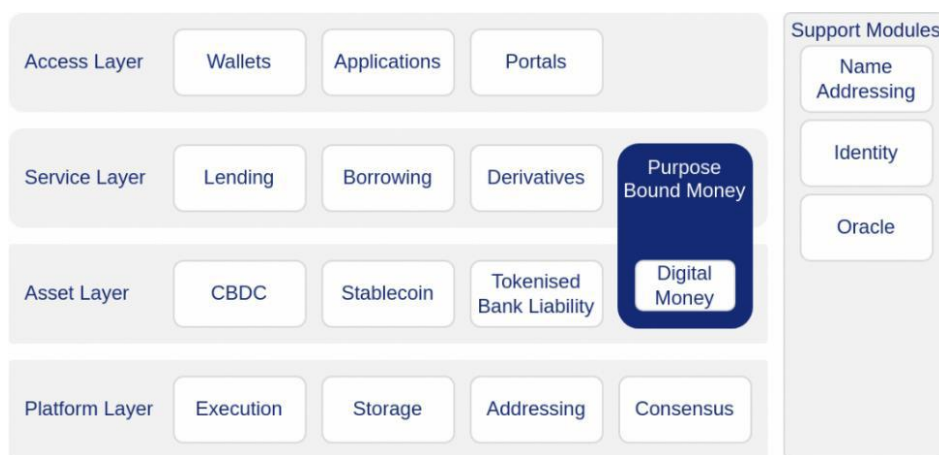 Access Layer
Wallets
Applications
Portals
Service Layer
Lending
Borrowing
Derivatives
Purpose
Bound Money
Asset Layer
CBDC
Stablecoin
Tokenised
Bank Liability
Digital
Money
Platform Layer
Execution
Storage
Addressing
Consensus
Support Modules
Name
Addressing
Identity
Oracle